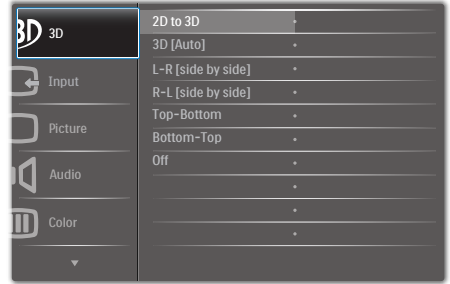 3D 3D
Input
Picture
Audio
Color
2D to 3D
3D [Auto]
L-R [side by side]
R-L [side by side]
Top-Bottom
Bottom-Top
Off